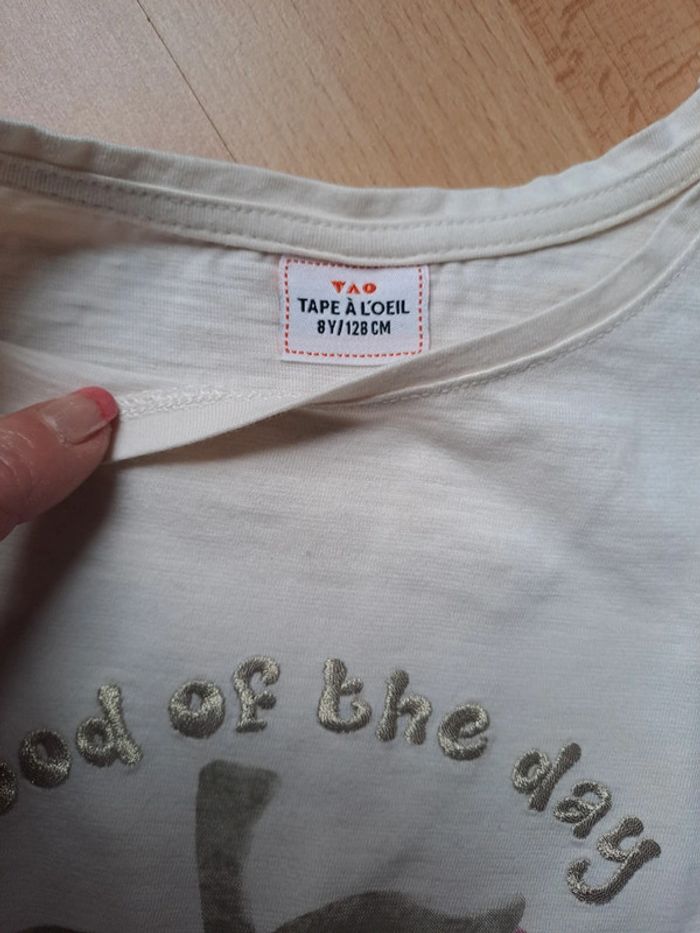 TAO
TAPE À L'OEIL
8Y/128 CM
ood of the day